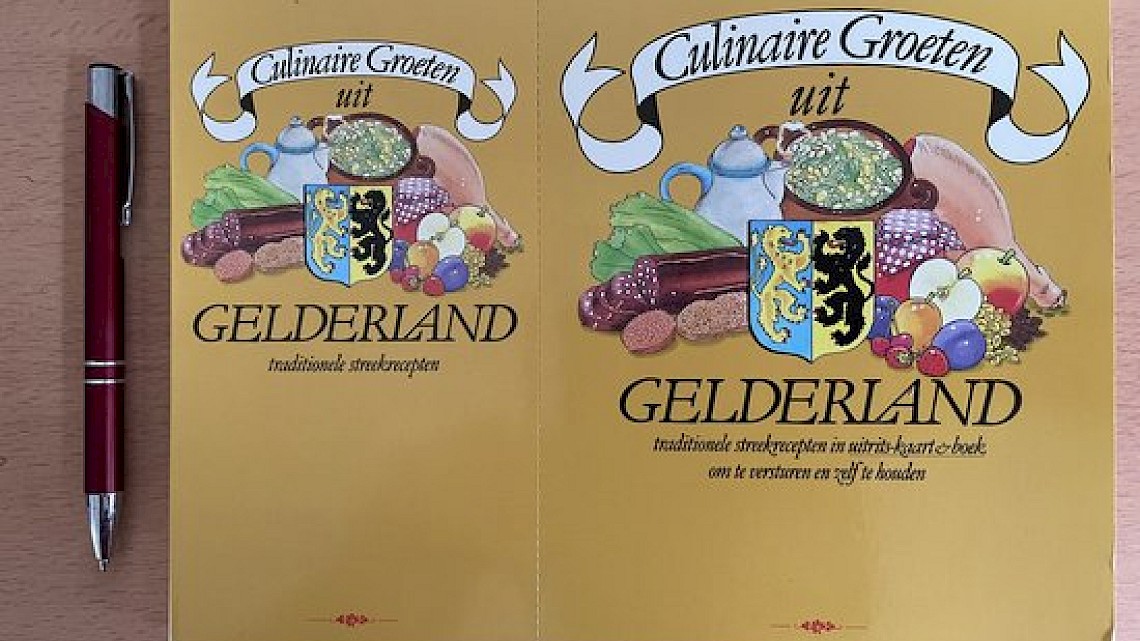 Culinaire Groeten
uit
GELDERLAND
traditionele streekrecepten
Culinaire Groeten
uit
GELDERLAND
traditionele streekrecepten in uitrits-kaart & boek
om te versturen en zelf te houden